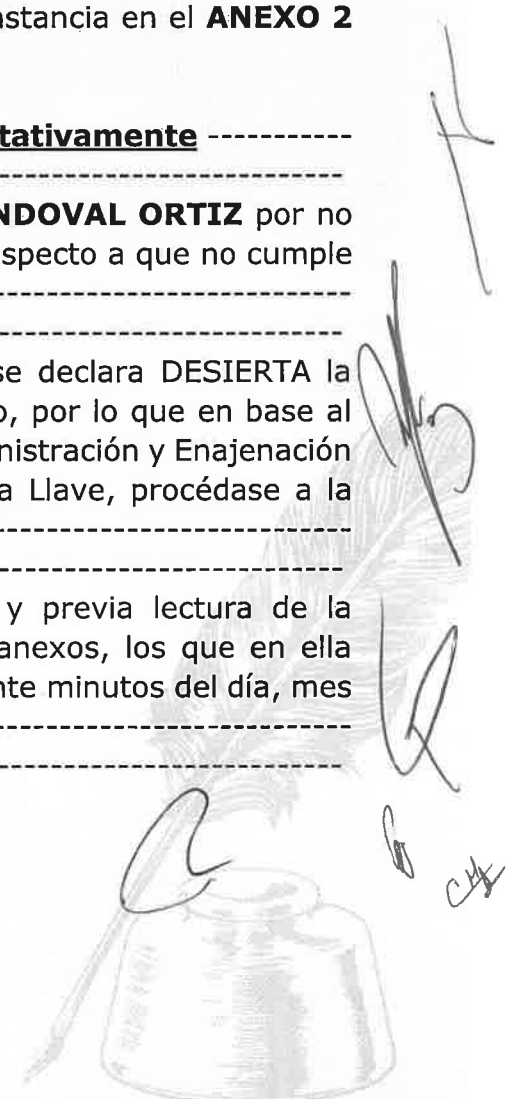 stancia en el ANEXO 2
tativamente -----------
------------------------------------
NDOVAL ORTIZ por no
specto a que no cumple
-------------------------------------
------------------------------------
se declara DESIERTA la
o, por lo que en base al
nistración y Enajenación
a Llave, procédase a la
-------------------------------------
------------------------------------
y previa lectura de la
anexos, los que en ella
nte minutos del día, mes
-------------------------------------
------------------------------------